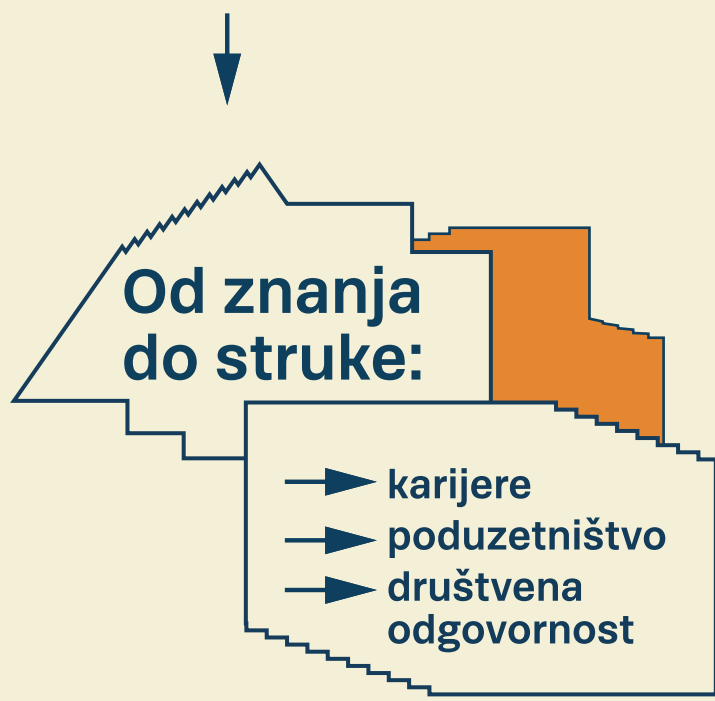 Od znanja
do struke:
karijere
poduzetništvo
društvena
odgovornost